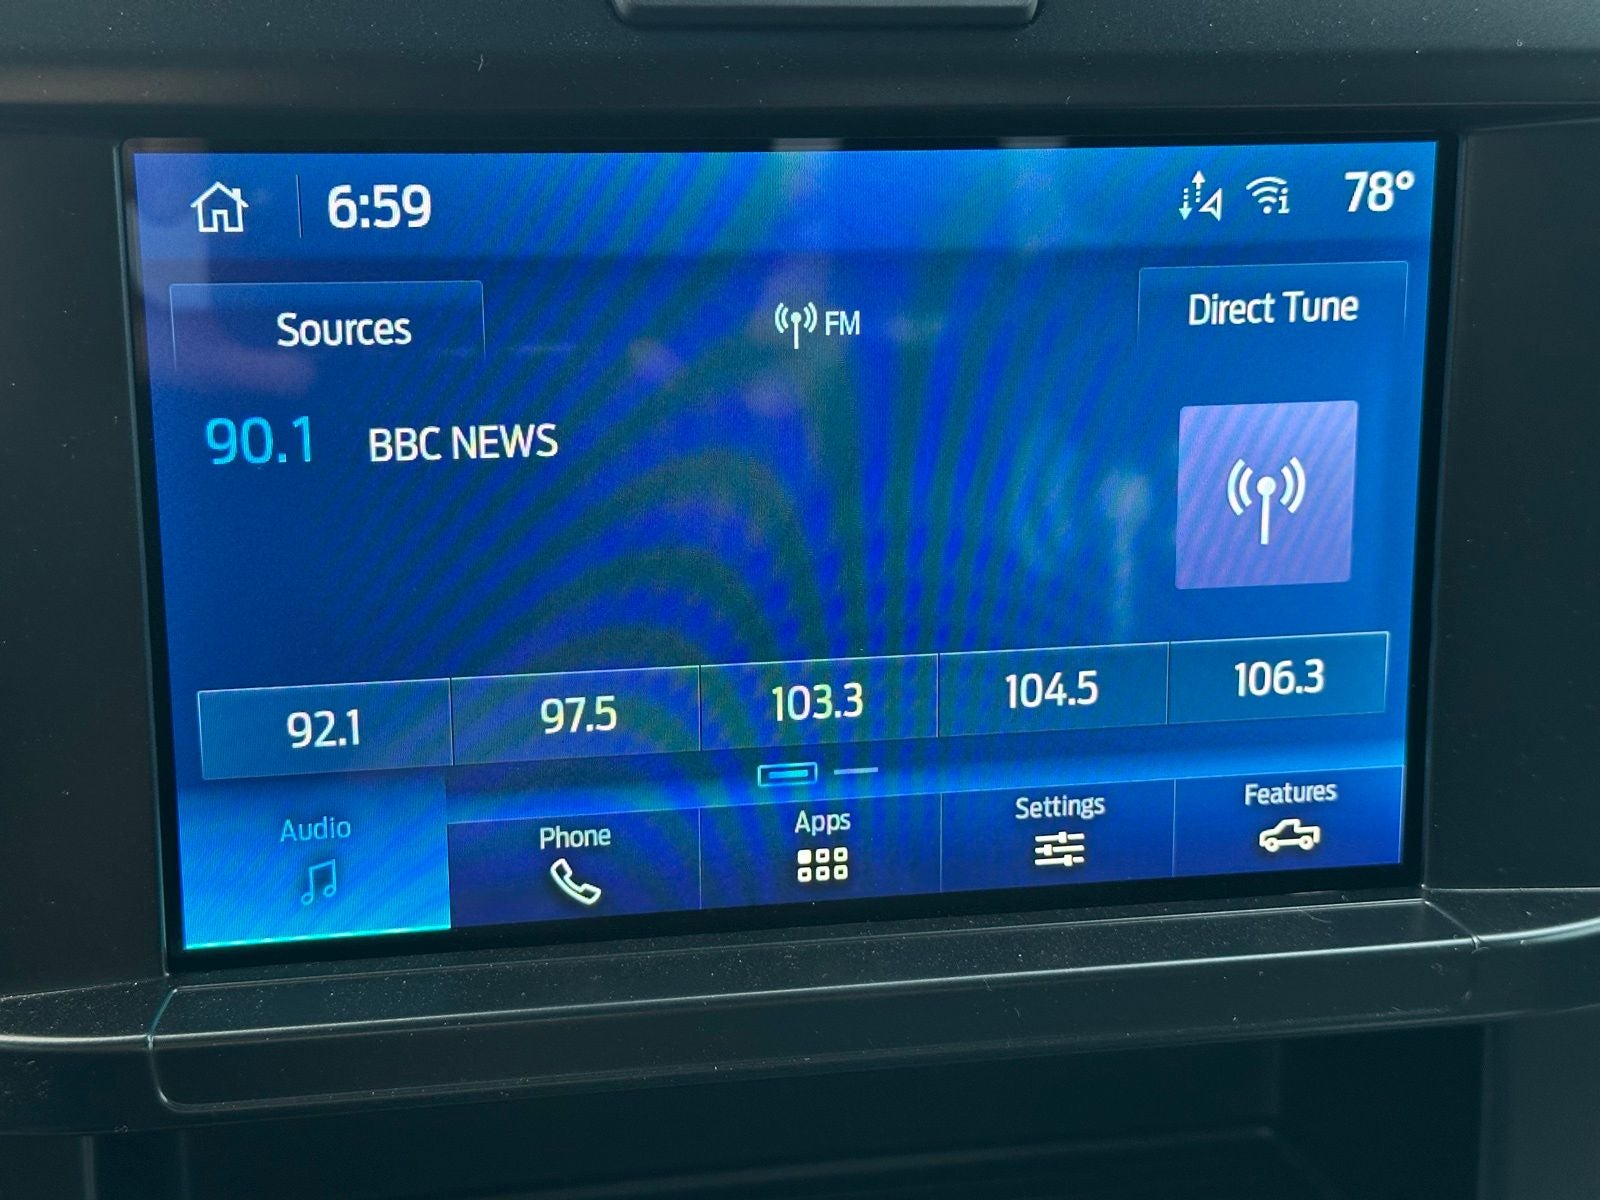 6:59
78°
Sources
FM
Direct Tune
90.1 BBC NEWS
92.1 97.5 103.3 104.5 106.3
Audio Phone Apps Settings Features